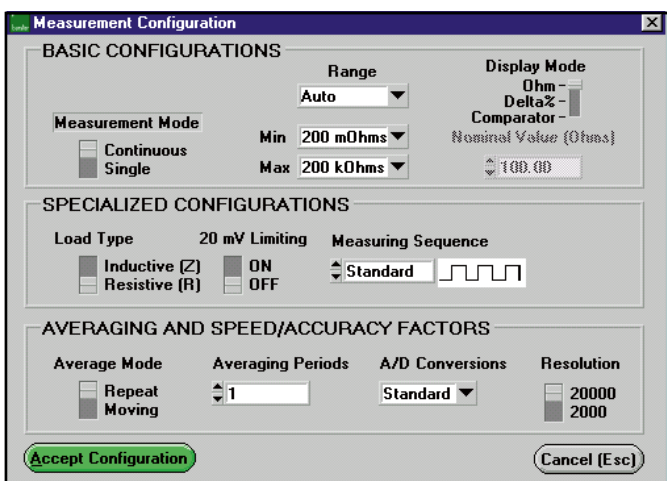 Measurement Configuration
BASIC CONFIGURATIONS
Range
Auto
Display Mode
Ohm
Delta%
Comparator
Nominal Value (Ohms)
100.00
Measurement Mode
Continuous
Single
Min 200 mOhms
Max 200 kOhms
SPECIALIZED CONFIGURATIONS
Load Type
Inductive (Z)
Resistive (R)
20 mV Limiting
ON
OFF
Measuring Sequence
Standard
AVERAGING AND SPEED/ACCURACY FACTORS
Average Mode
Repeat
Moving
Averaging Periods
1
A/D Conversions
Standard
Resolution
20000
2000
Accept Configuration
Cancel (Esc)